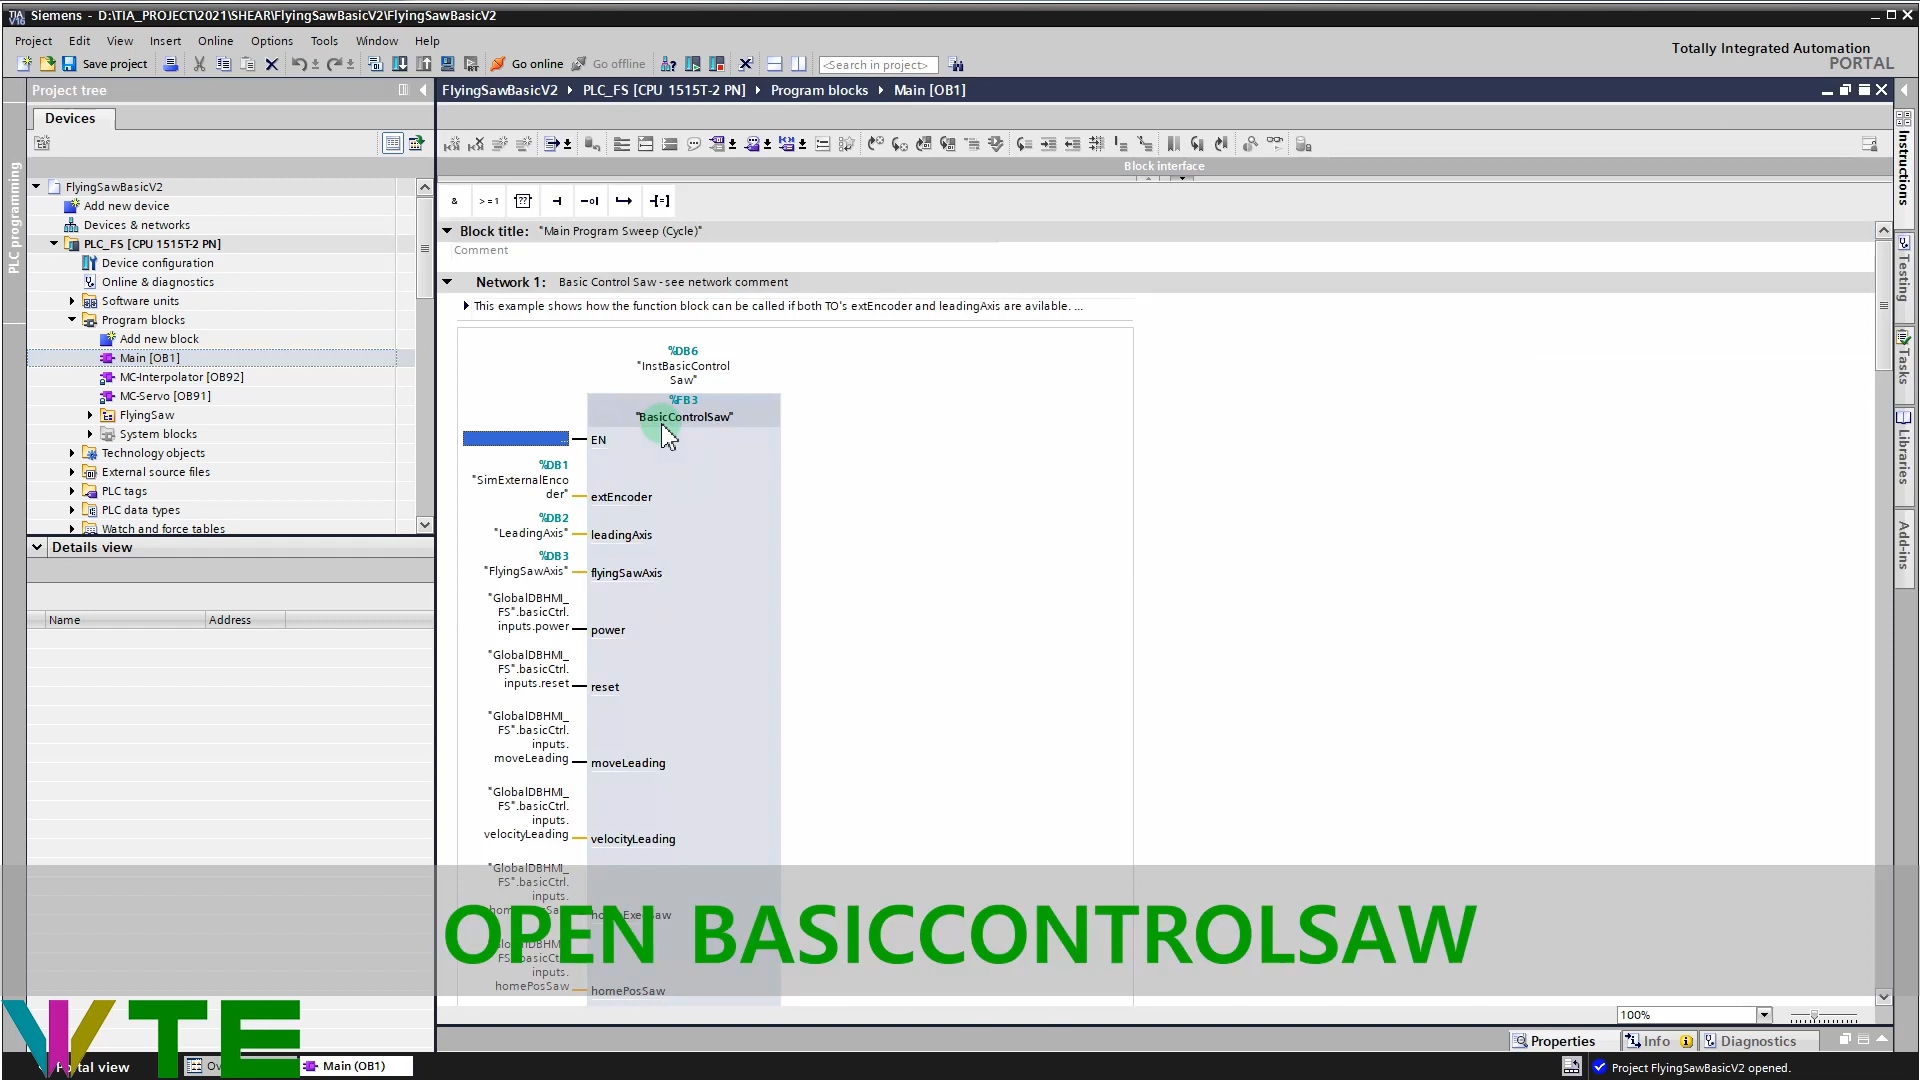 Siemens - D:\TIA_PROJECT\2021\SHEAR\FlyingSawBasicV2\FlyingSawBasicV2
Project Edit View Insert Online Options Tools Window Help
Totally Integrated Automation
PORTAL
Save project
Go online
Go offline
<Search in project>
Project tree
FlyingSawBasicV2 PLC_FS [CPU 1515T-2 PN] Program blocks Main [OB1]
Devices
Block interface
PLC programming
Instructions
Testing
Tasks
Libraries
Add-ins
FlyingSawBasicV2
Add new device
Devices & networks
PLC_FS [CPU 1515T-2 PN]
Device configuration
Online & diagnostics
Software units
Program blocks
Add new block
Main [OB1]
MC-Interpolator [OB92]
MC-Servo [OB91]
FlyingSaw
System blocks
Technology objects
External source files
PLC tags
PLC data types
Watch and force tables
Details view
Name Address
& >=1 ??
Block title: "Main Program Sweep (Cycle)"
Comment
Network 1: Basic Control Saw - see network comment
This example shows how the function block can be called if both TO's extEncoder and leadingAxis are avilable. ...
%DB6
"InstBasicControl
Saw"
%FB3
"BasicControlSaw"
... EN
%DB1
"SimExternalEnco
der" extEncoder
%DB2
"LeadingAxis" leadingAxis
%DB3
"FlyingSawAxis" flyingSawAxis
"GlobalDBHMI_
FS".basicCtrl.
inputs.power power
"GlobalDBHMI_
FS".basicCtrl.
inputs.reset reset
"GlobalDBHMI_
FS".basicCtrl.
inputs.
moveLeading moveLeading
"GlobalDBHMI_
FS".basicCtrl.
inputs.
velocityLeading velocityLeading
"GlobalDBHMI_
FS".basicCtrl.
inputs.
FS".basicCtrl.
inputs.
homePosSaw homePosSaw
OPEN BASICCONTROLSAW
100%
Properties Info Diagnostics
VTE
view
Main (OB1)
Project FlyingSawBasicV2 opened.